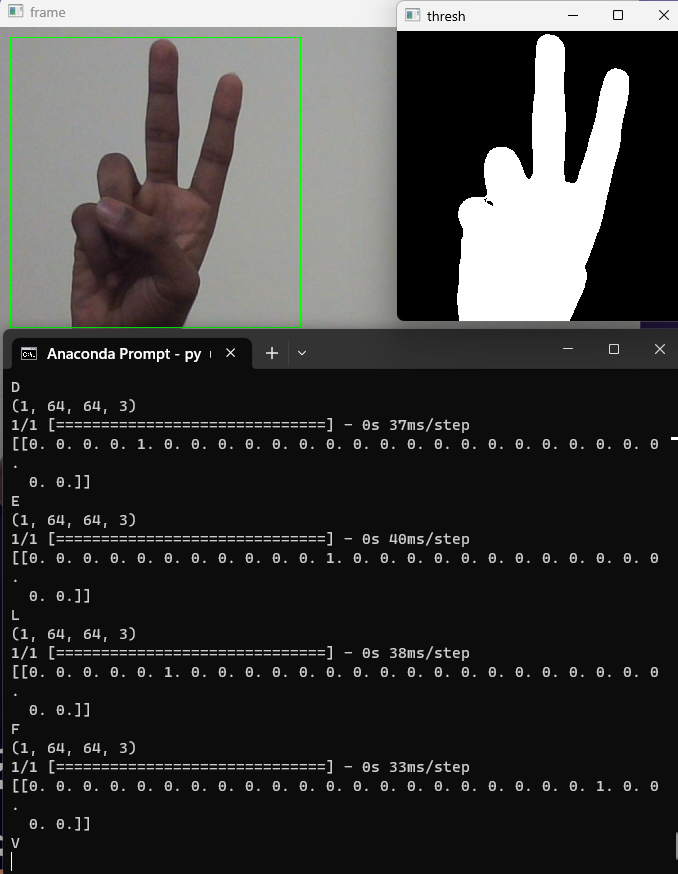 frame
thresh
Anaconda Prompt - py
D
(1, 64, 64, 3)
1/1 [==============================] - 0s 37ms/step
[[0. 0. 0. 0. 1. 0. 0. 0. 0. 0. 0. 0. 0. 0. 0. 0. 0. 0. 0. 0. 0. 0. 0. 0
.
0. 0.]]
E
(1, 64, 64, 3)
1/1 [==============================] - 0s 40ms/step
[[0. 0. 0. 0. 0. 0. 0. 0. 0. 0. 0. 1. 0. 0. 0. 0. 0. 0. 0. 0. 0. 0. 0. 0
.
0. 0.]]
L
(1, 64, 64, 3)
1/1 [==============================] - 0s 38ms/step
[[0. 0. 0. 0. 0. 1. 0. 0. 0. 0. 0. 0. 0. 0. 0. 0. 0. 0. 0. 0. 0. 0. 0. 0
.
0. 0.]]
F
(1, 64, 64, 3)
1/1 [==============================] - 0s 33ms/step
[[0. 0. 0. 0. 0. 0. 0. 0. 0. 0. 0. 0. 0. 0. 0. 0. 0. 0. 0. 0. 0. 1. 0. 0
.
0. 0.]]
V